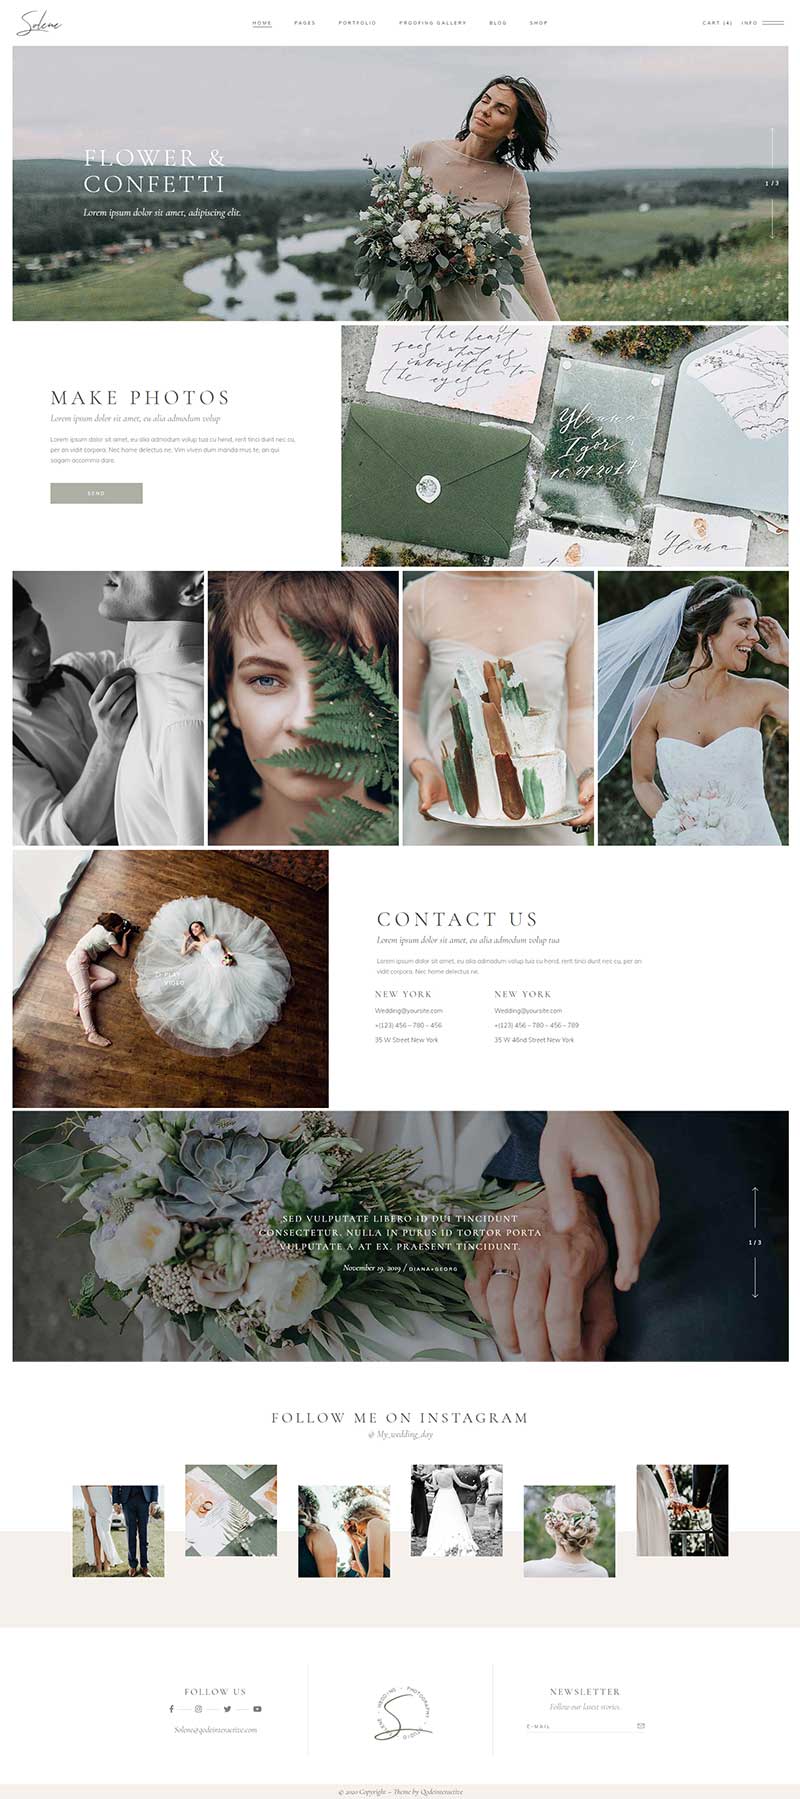 Solene
HOME PAGES PORTFOLIO PROOFING GALLERY BLOG SHOP
CART (4) INFO
FLOWER &
CONFETTI
Lorem ipsum dolor sit amet, adipiscing elit.
1 / 3
MAKE PHOTOS
Lorem ipsum dolor sit amet, eu alia admodum volup
Lorem ipsum dolor sit amet, eu alia admodum volup tua cu hend, rerit tinci dunt nec cu,
per an vidit corpora. Nec home delectus ne. Vim viven dum manda mus te, an qui
sagam accommo dare.
SEND
the heart
sees what is
invisible to
the eyes
Yliana
&
Igor
10.07.2017
Yliana
PLAY
VIDEO
CONTACT US
Lorem ipsum dolor sit amet, eu alia admodum volup tua
Lorem ipsum dolor sit amet, eu alia admodum volup tua cu hend, rerit tinci dunt nec cu, per an
vidit corpora. Nec home delectus ne.
NEW YORK
Wedding@yoursite.com
+(123) 456 – 780 – 456
35 W Street New York
NEW YORK
Wedding@yoursite.com
+(123) 456 – 780 – 456 – 789
35 W 46nd Street New York
SED VULPUTATE LIBERO ID DUI TINCIDUNT
CONSECTETUR, NULLA IN PURUS ID TORTOR PORTA
VULPUTATE A AT EX. PRAESENT TINCIDUNT.
November 19, 2019 / DIANA+GEORG
1 / 3
FOLLOW ME ON INSTAGRAM
@ My_wedding_day
FOLLOW US
Solene@qodeinteractive.com
SOLENE - WEDDING - PHOTOGRAPHY - STUDIO
S
NEWSLETTER
Follow our latest stories.
E-MAIL
© 2020 Copyright – Theme by Qodeinteractive